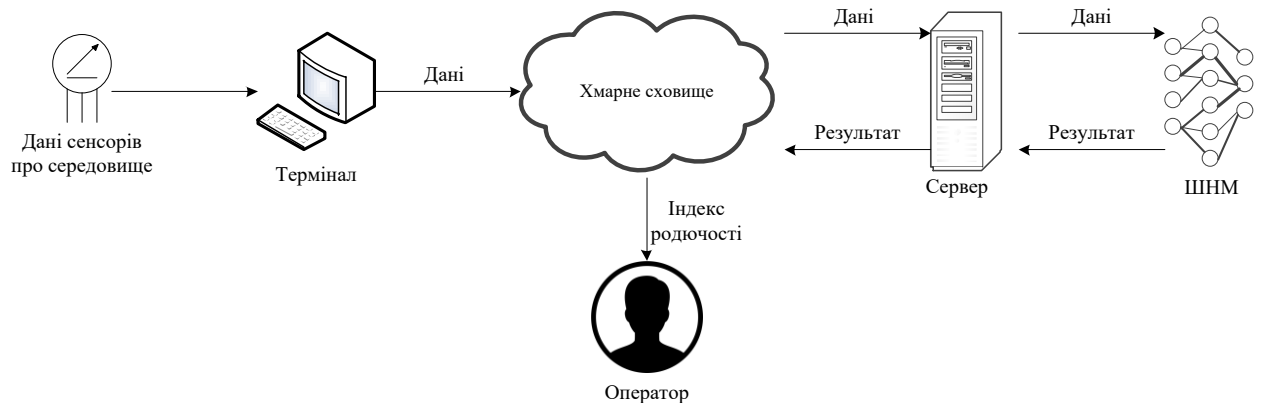 Дані сенсорів
про середовище
Термінал
Дані
Хмарне сховище
Дані
Результат
Сервер
Дані
Результат
ШНМ
Індекс
родючості
Оператор